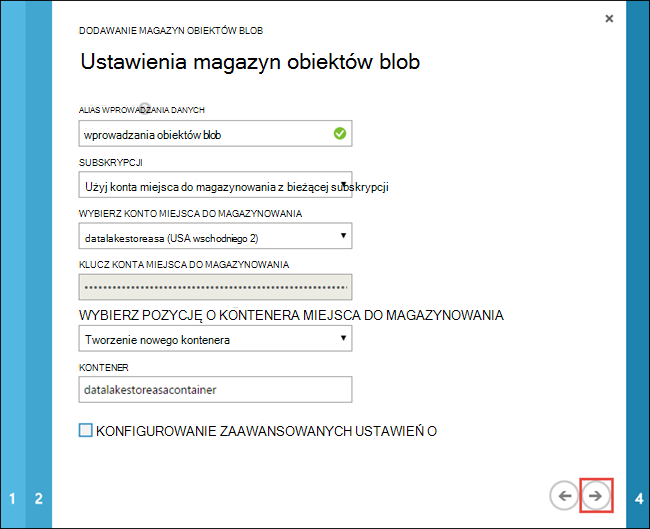 DODAWANIE MAGAZYN OBIEKTÓW BLOB
Ustawienia magazyn obiektów blob
ALIAS WPROWADZANIA DANYCH
wprowadzania obiektów blob
SUBSKRYPCJI
Użyj konta miejsca do magazynowania z bieżącej subskrypcji
WYBIERZ KONTO MIEJSCA DO MAGAZYNOWANIA
datalakestoreasa (USA wschodniego 2)
KLUCZ KONTA MIEJSCA DO MAGAZYNOWANIA
WYBIERZ POZYCJĘ O KONTENERA MIEJSCA DO MAGAZYNOWANIA
Tworzenie nowego kontenera
KONTENER
datalakestoreasacontainer
KONFIGUROWANIE ZAAWANSOWANYCH USTAWIEŃ O
1 2 4